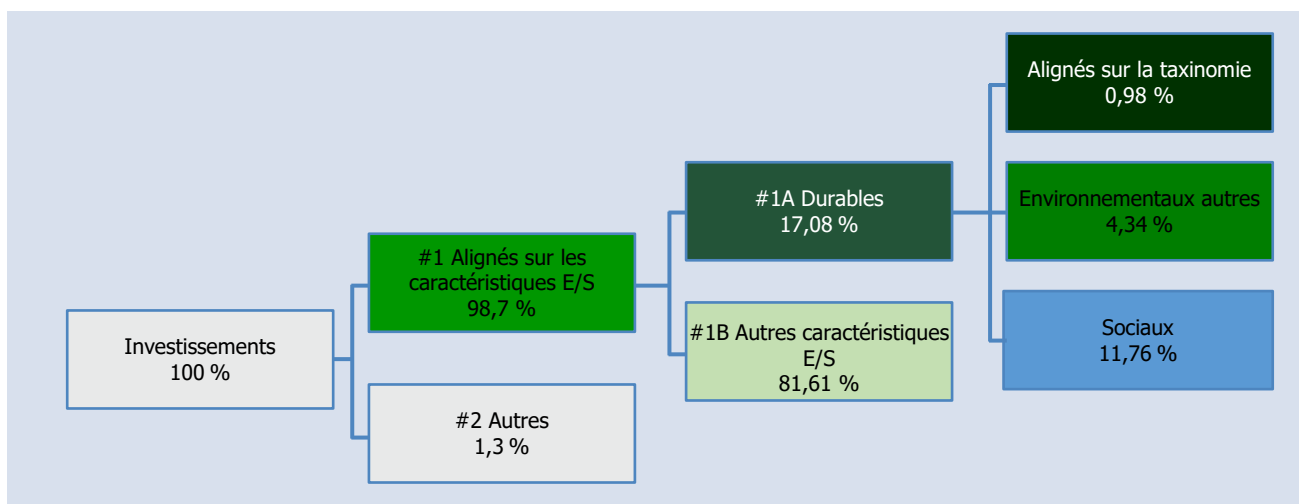 Investissements
100 %
#1 Alignés sur les
caractéristiques E/S
98,7 %
#2 Autres
1,3 %
#1A Durables
17,08 %
#1B Autres caractéristiques
E/S
81,61 %
Alignés sur la taxinomie
0,98 %
Environnementaux autres
4,34 %
Sociaux
11,76 %